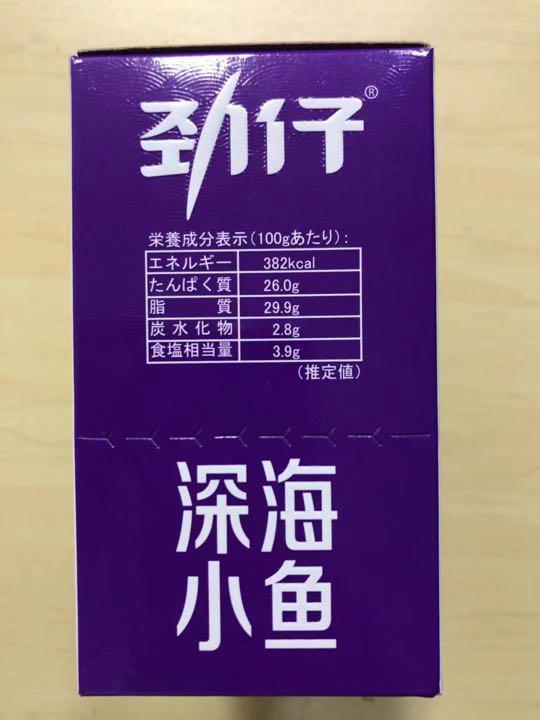 劲仔®
栄養成分表示(100gあたり):
エネルギー 382kcal
たんぱく質 26.0g
脂質 29.9g
炭水化物 2.8g
食塩相当量 3.9g
(推定値)
深海
小鱼